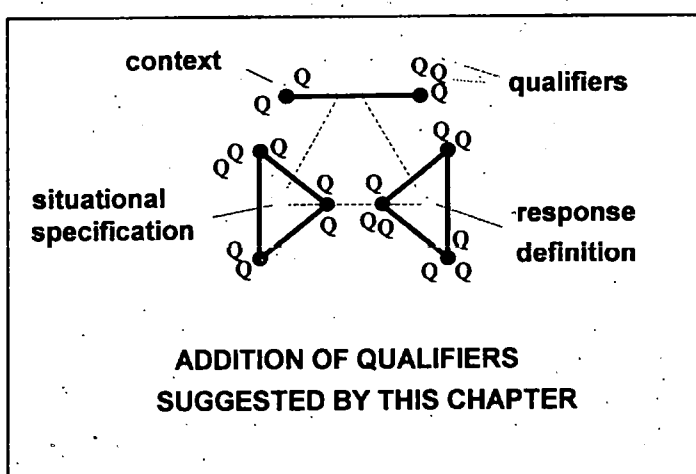 context
Q
Q
Q
Q
Q
qualifiers
Q
Q
Q
Q
Q
situational
specification
Q
Q
Q
Q
Q
Q
Q
Q
Q
Q
Q
response
definition
ADDITION OF QUALIFIERS
SUGGESTED BY THIS CHAPTER